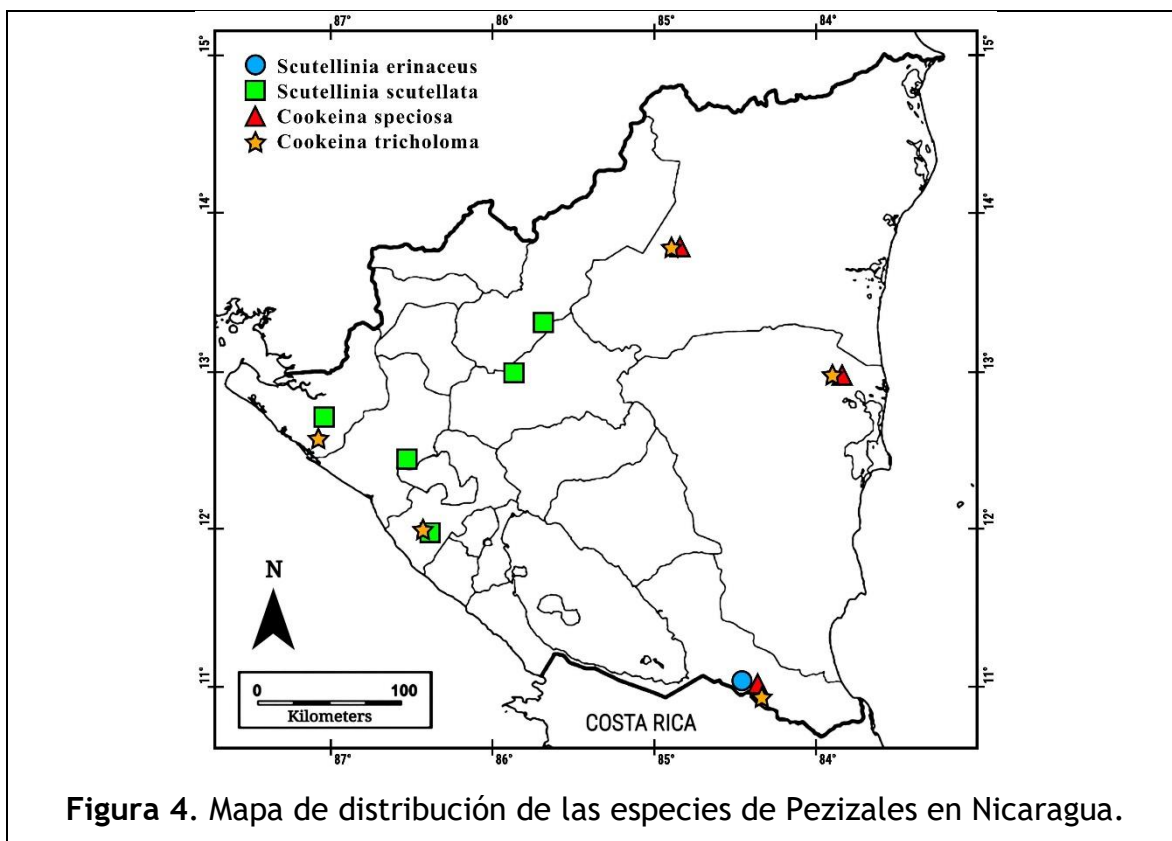 87° 86° 85° 84°
15°
Scutellinia erinaceus
Scutellinia scutellata
Cookeina speciosa
Cookeina tricholoma
15°
14°
14°
13°
13°
12°
12°
N
11°
11°
0 100
Kilometers
COSTA RICA
87° 86° 85° 84°
Figura 4. Mapa de distribución de las especies de Pezizales en Nicaragua.